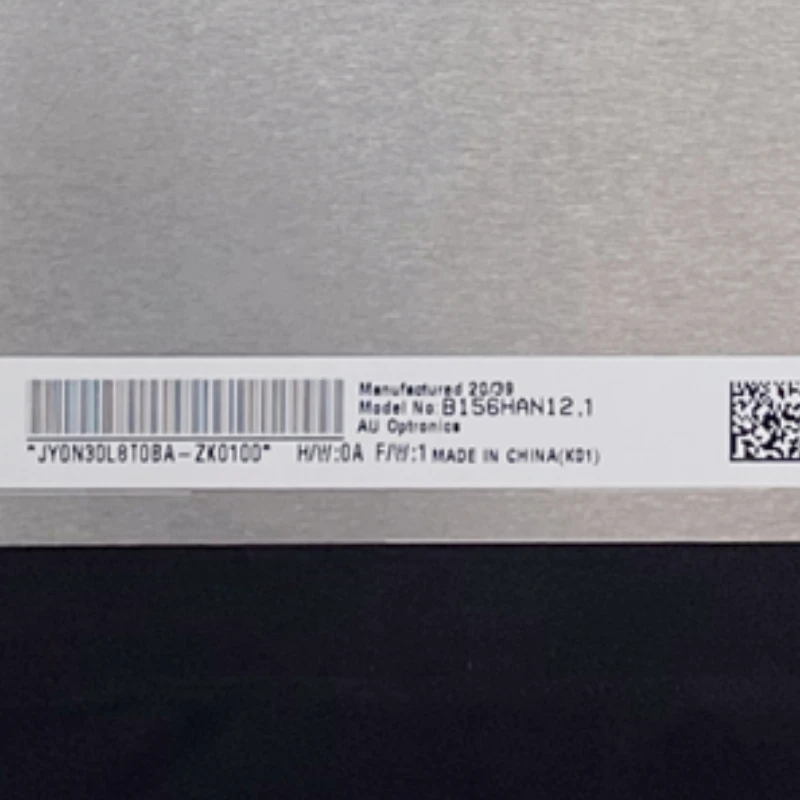 Manufactured 20/39
Model No:B156HAN12.1
AU Optronics
"JY0N30L8T0BA-ZK0100" H/W:0A F/W:1 MADE IN CHINA(K01)